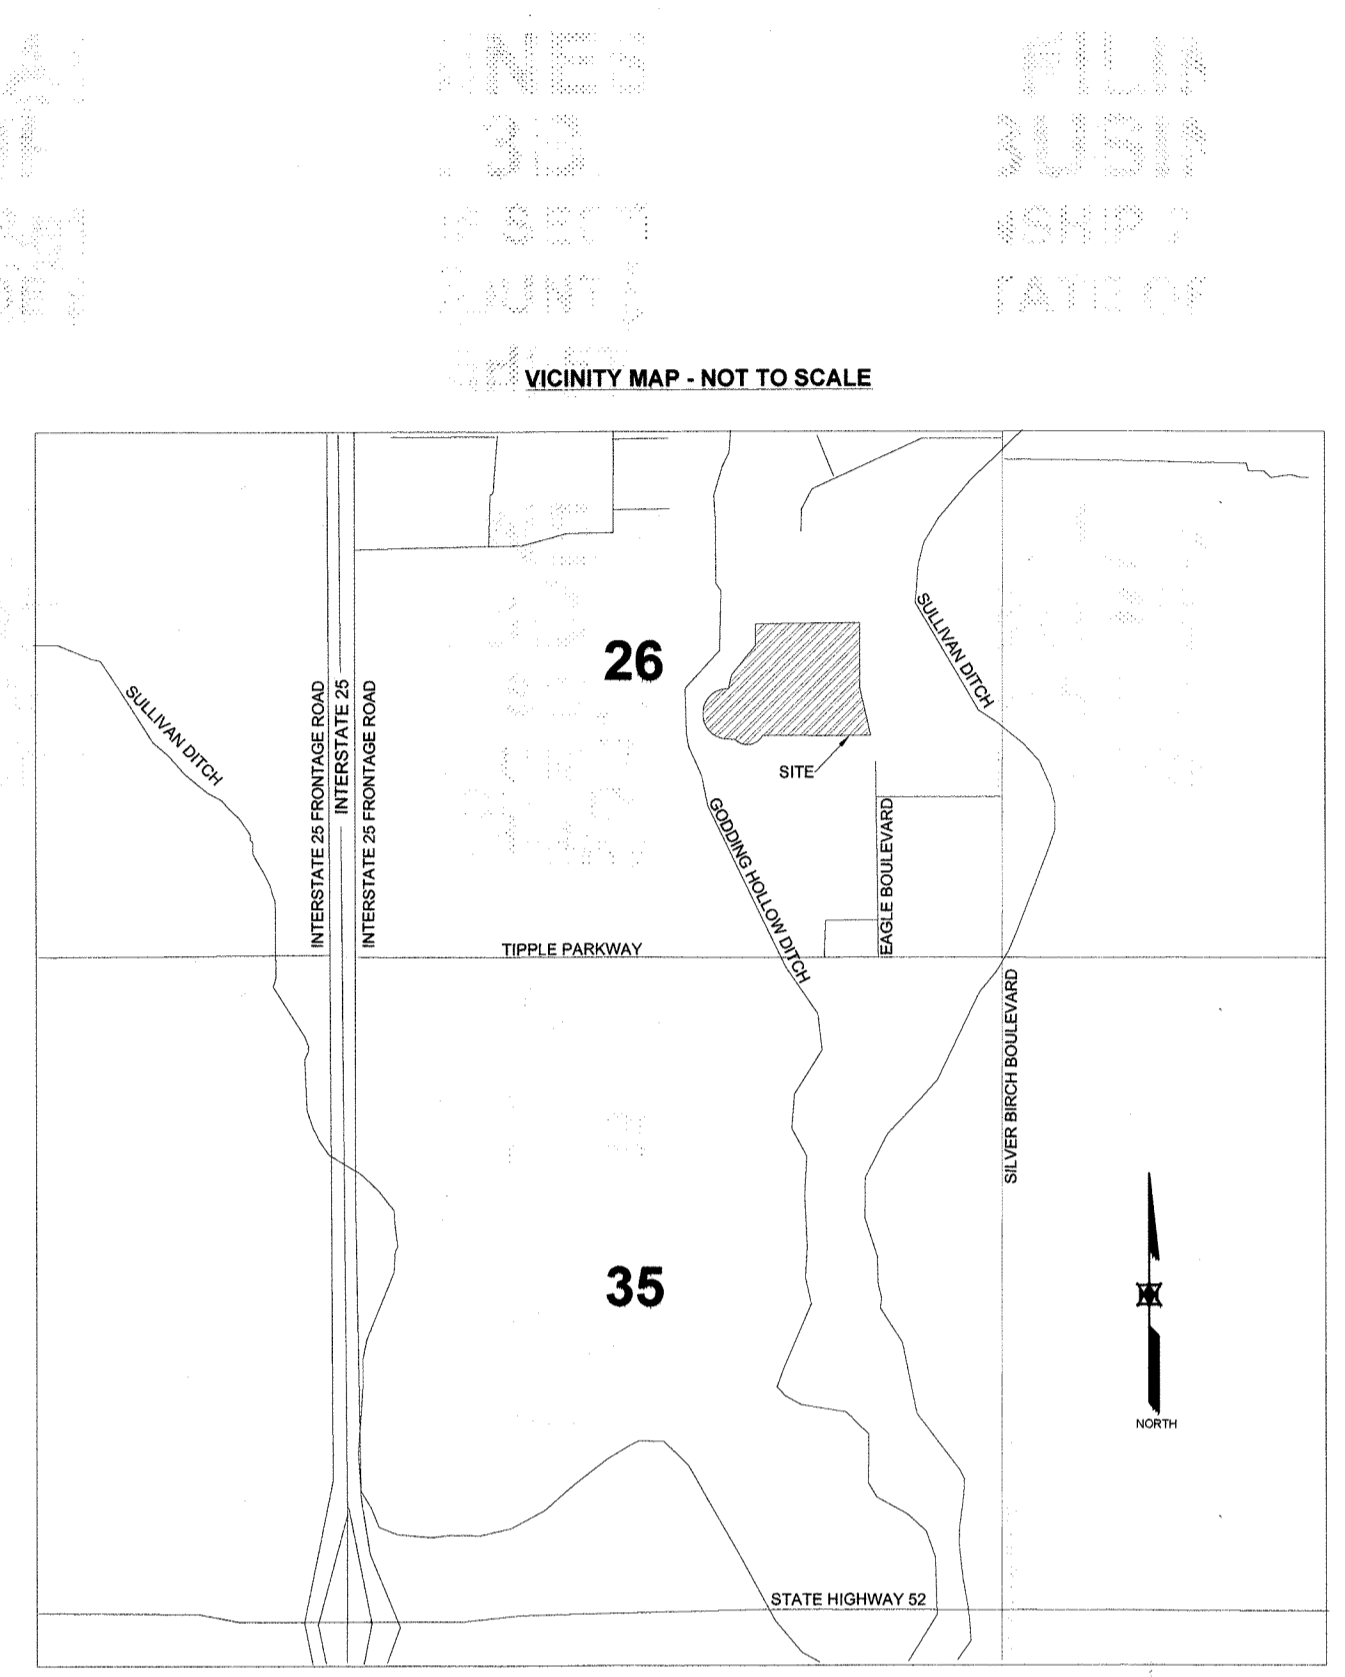 VICINITY MAP - NOT TO SCALE
26
SULLIVAN DITCH
SULLIVAN DITCH
INTERSTATE 25 FRONTAGE ROAD
INTERSTATE 25
INTERSTATE 25 FRONTAGE ROAD
SITE
GODDING HOLLOW DITCH
EAGLE BOULEVARD
TIPPLE PARKWAY
SILVER BIRCH BOULEVARD
35
NORTH
STATE HIGHWAY 52